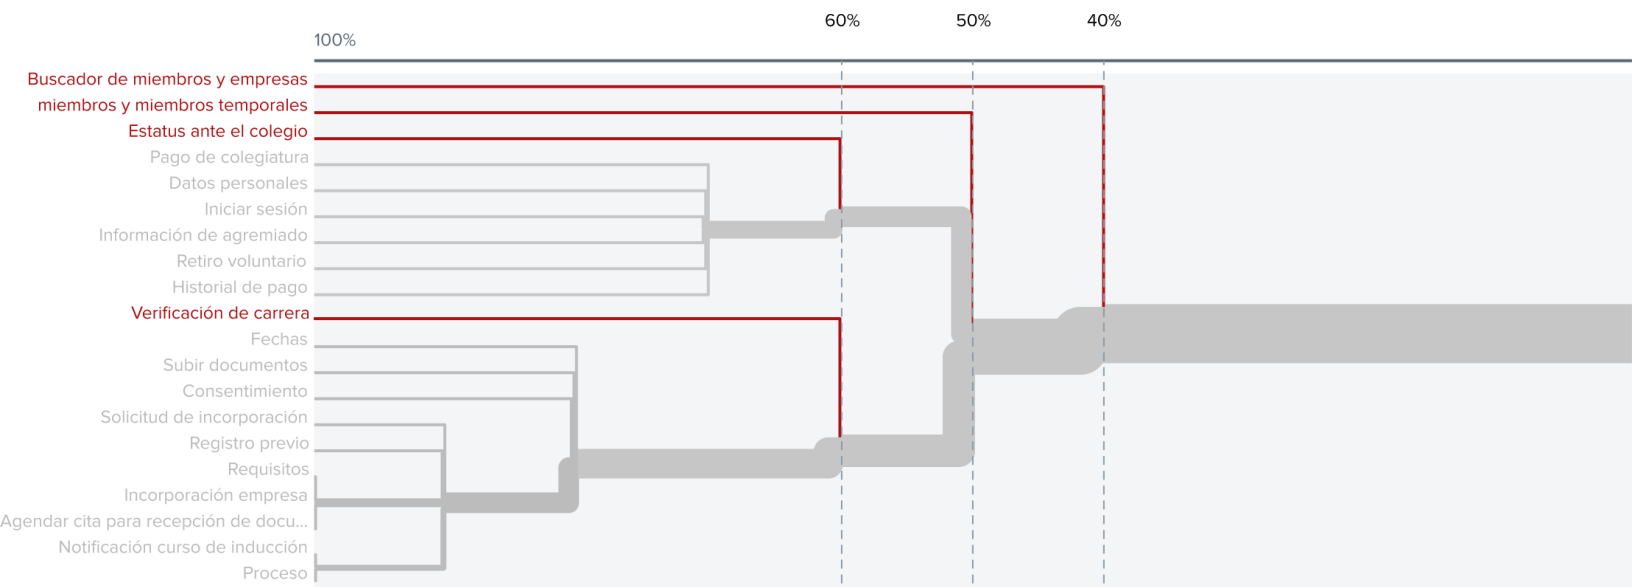 60%
50%
40%
100%
Buscador de miembros y empresas
miembros y miembros temporales
Estatus ante el colegio
Pago de colegiatura
Datos personales
Iniciar sesión
Información de agremiado
Retiro voluntario
Historial de pago
Verificación de carrera
Fechas
Subir documentos
Consentimiento
Solicitud de incorporación
Registro previo
Requisitos
Incorporación empresa
Agendar cita para recepción de docu...
Notificación curso de inducción
Proceso